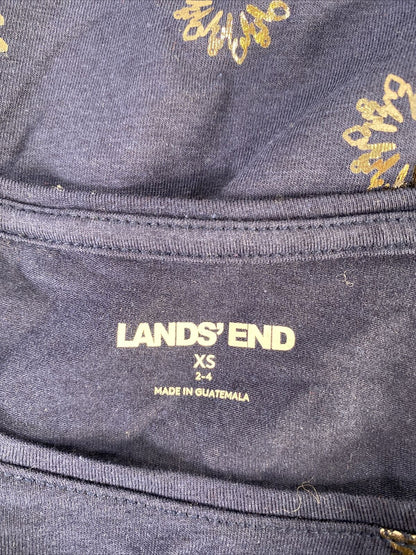 LANDS' END
XS
2-4
MADE IN GUATEMALA